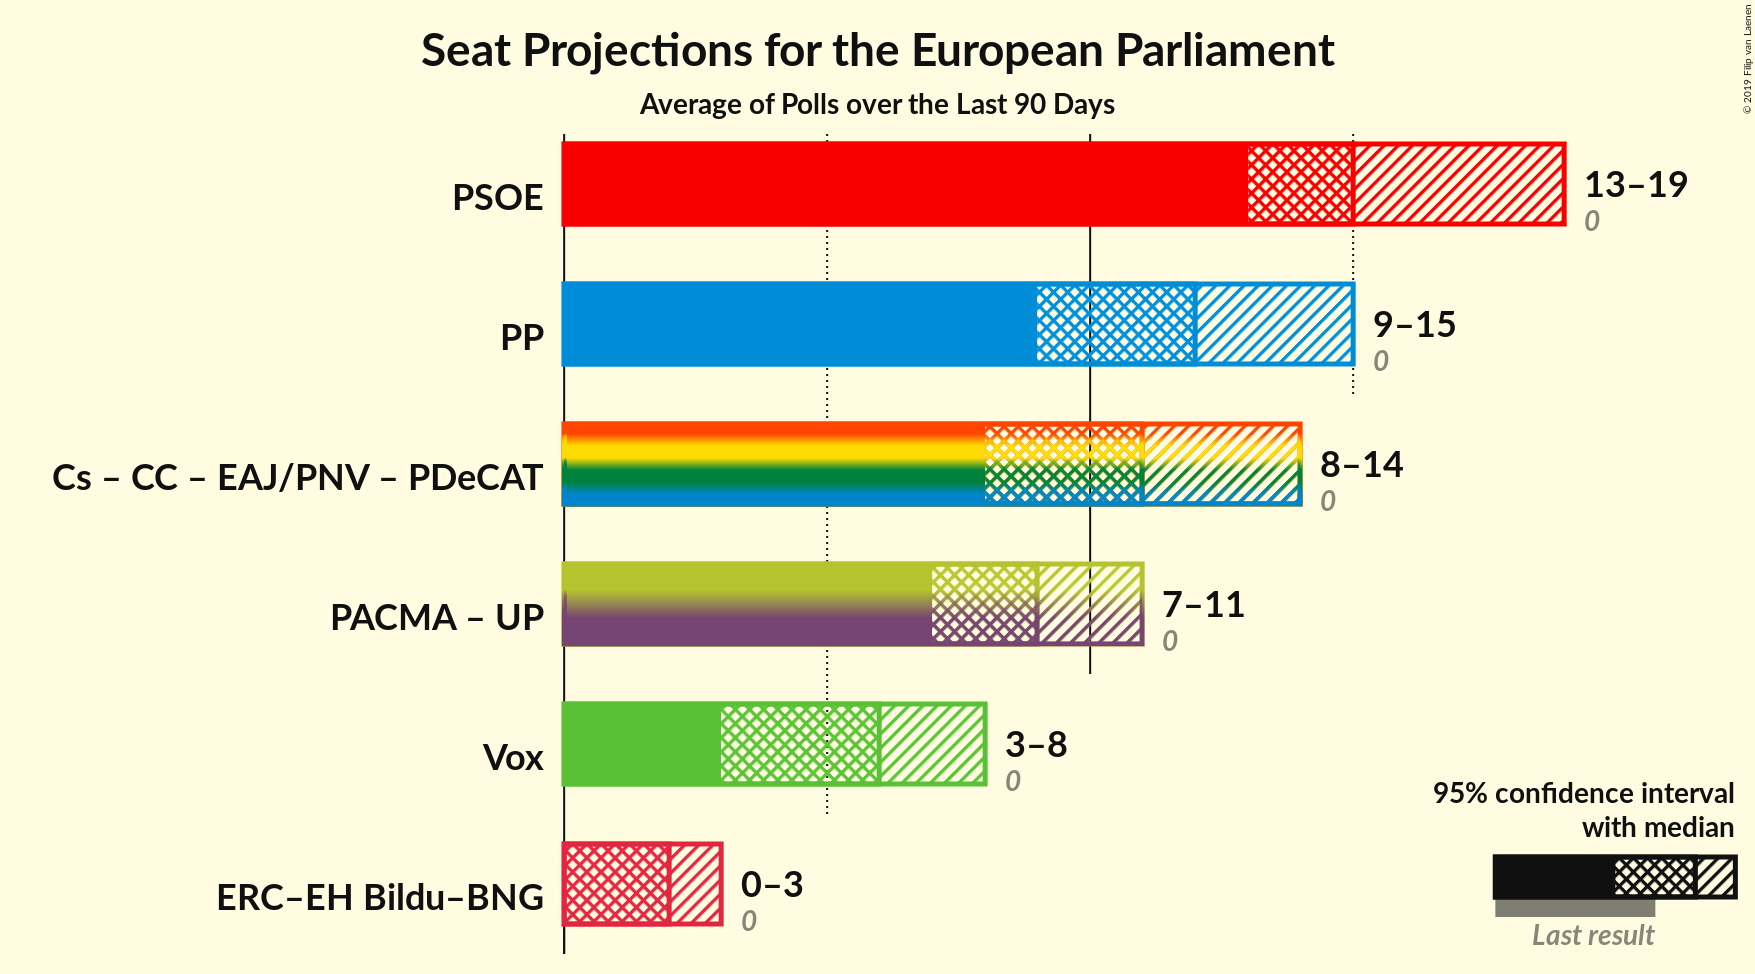 Seat Projections for the European Parliament
Average of Polls over the Last 90 Days
© 2019 Filip van Laenen
PSOE
13–19
0
PP
9–15
0
Cs – CC – EAJ/PNV – PDeCAT
8–14
0
PACMA – UP
7–11
0
Vox
3–8
0
ERC–EH Bildu–BNG
0–3
0
95% confidence interval
with median
Last result